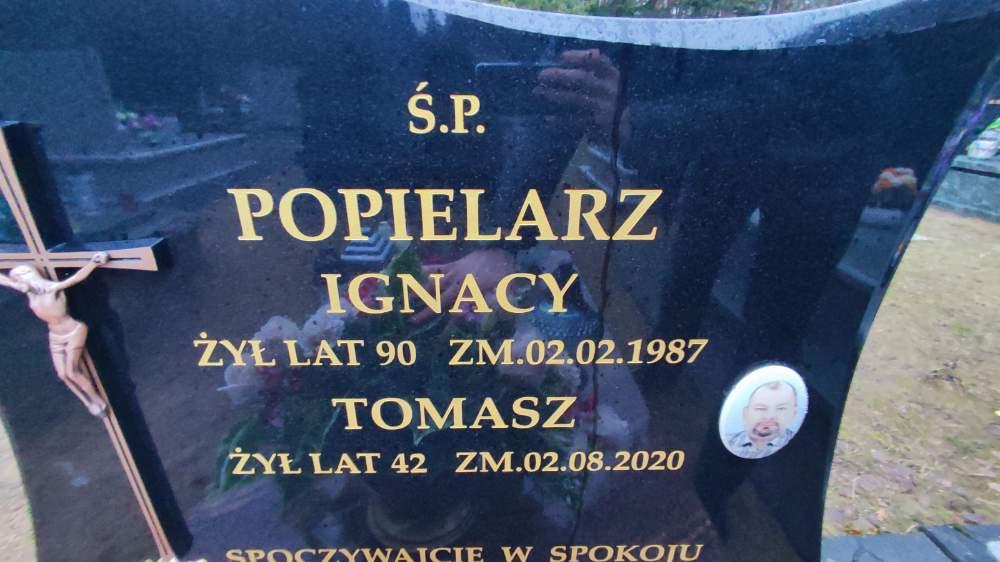 Ś.P.
POPIELARZ
IGNACY
ŻYŁ LAT 90 ZM.02.02.1987
TOMASZ
ŻYŁ LAT 42 ZM.02.08.2020
SPOCZYWAJCIE W SPOKOJU